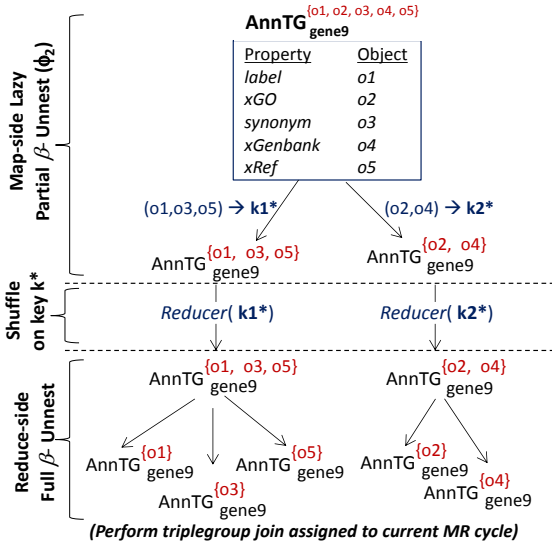 AnnTG{o1, o2, o3, o4, o5}
gene9
Property Object
label o1
xGO o2
synonym o3
xGenbank o4
xRef o5
Map-side Lazy
Partial β- Unnest (ϕ2)
(o1,o3,o5) → k1*
(o2,o4) → k2*
AnnTG{o1, o3, o5}
gene9
AnnTG{o2, o4}
gene9
Shuffle
on key k*
Reducer( k1*)
Reducer( k2*)
Reduce-side
Full β- Unnest
AnnTG{o1, o3, o5}
gene9
AnnTG{o2, o4}
gene9
AnnTG{o1}
gene9
AnnTG{o3}
gene9
AnnTG{o5}
gene9
AnnTG{o2}
gene9
AnnTG{o4}
gene9
(Perform triplegroup join assigned to current MR cycle)